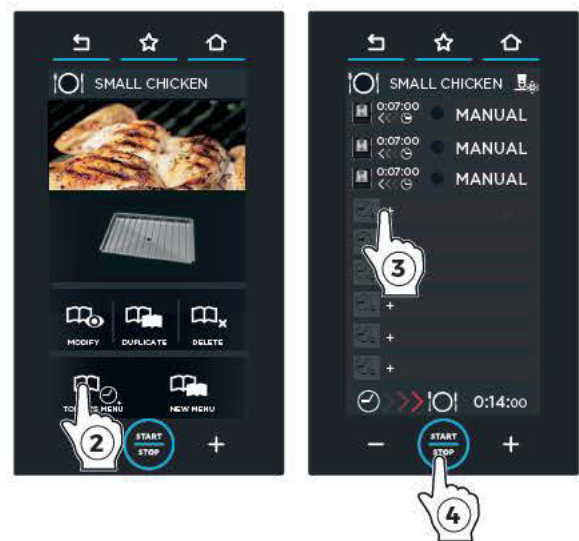 SMALL CHICKEN
MODIFY
DUPLICATE
DELETE
MENU
NEW MENU
2
START
STOP
+
SMALL CHICKEN
0:07:00
MANUAL
0:07:00
MANUAL
0:07:00
MANUAL
+
3
+
+
+
0:14:00
−
START
STOP
+
4